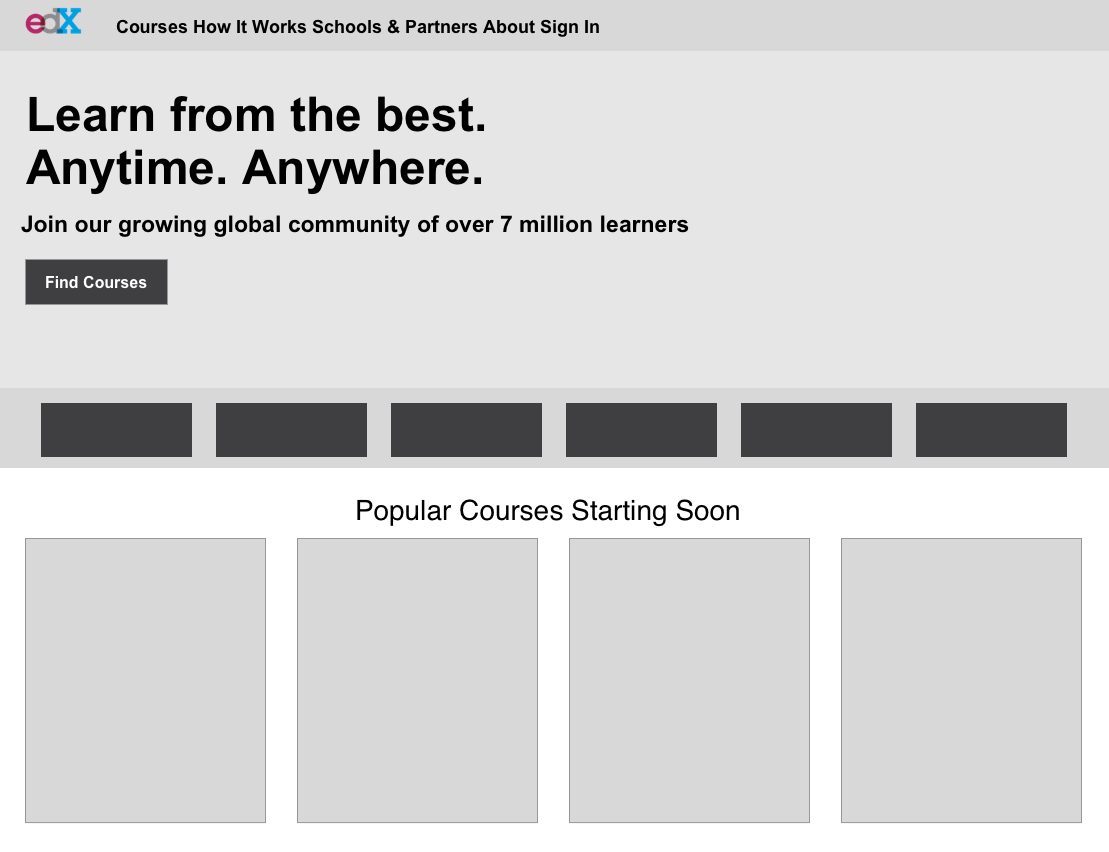 edX
Courses How It Works Schools & Partners About Sign In
Learn from the best.
Anytime. Anywhere.
Join our growing global community of over 7 million learners
Find Courses
Popular Courses Starting Soon